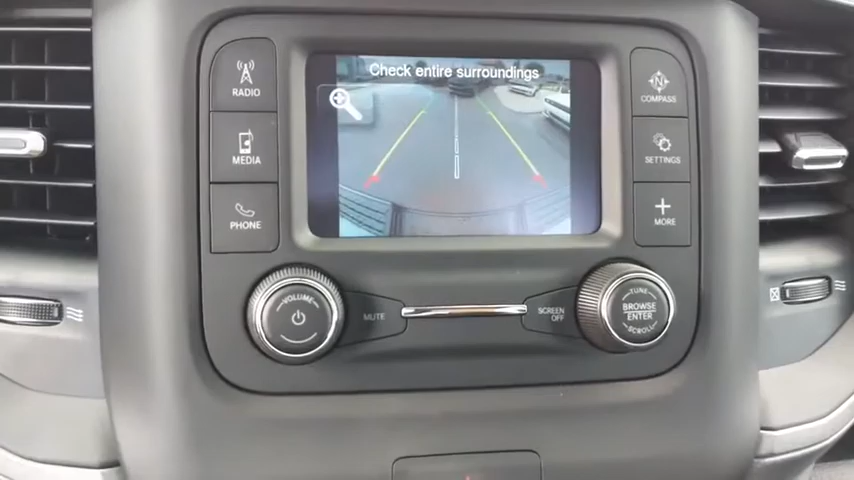 Check entire surroundings
RADIO
MEDIA
PHONE
N
COMPASS
SETTINGS
MORE
VOLUME
MUTE
SCREEN
OFF
TUNE
BROWSE
ENTER
SCROLL